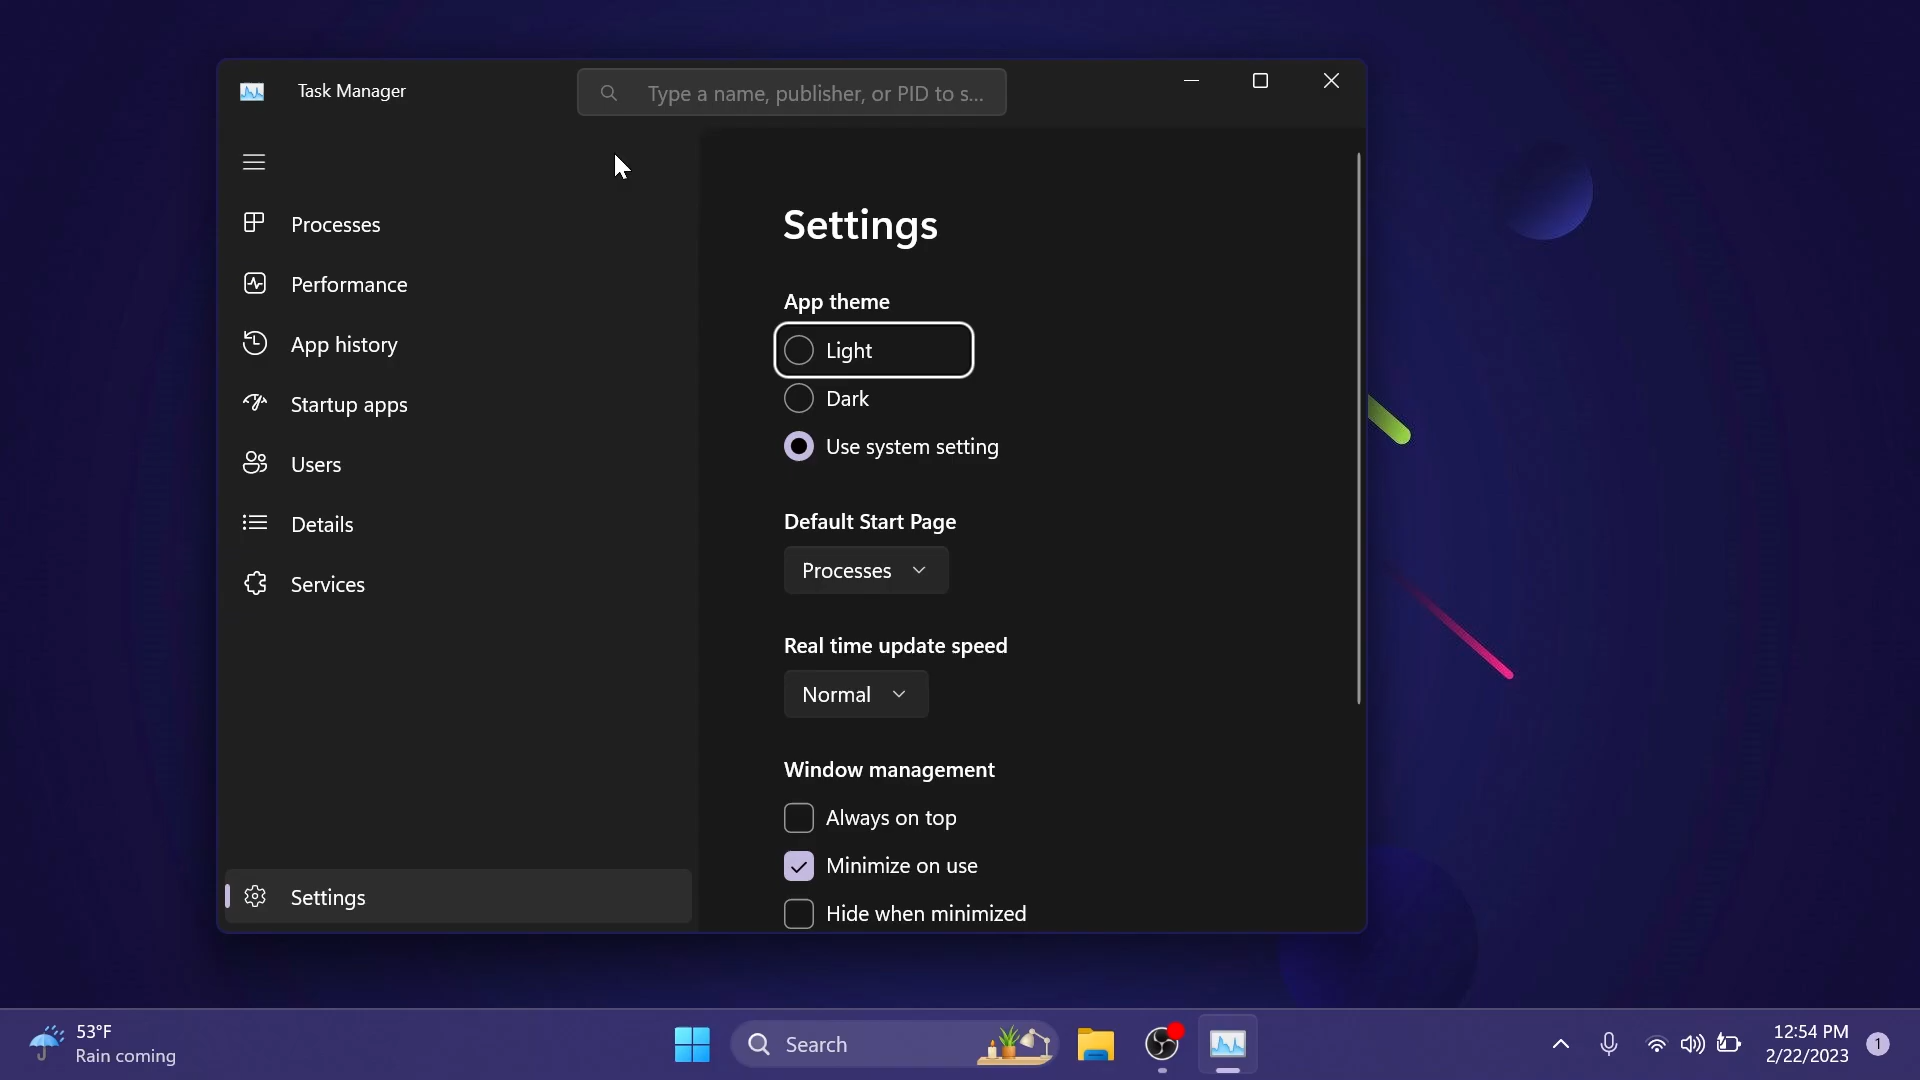 Task Manager
Type a name, publisher, or PID to s...
Processes
Performance
App history
Startup apps
Users
Details
Services
Settings
Settings
App theme
Light
Dark
Use system setting
Default Start Page
Processes
Real time update speed
Normal
Window management
Always on top
Minimize on use
Hide when minimized
53°F
Rain coming
Search
12:54 PM
2/22/2023
1